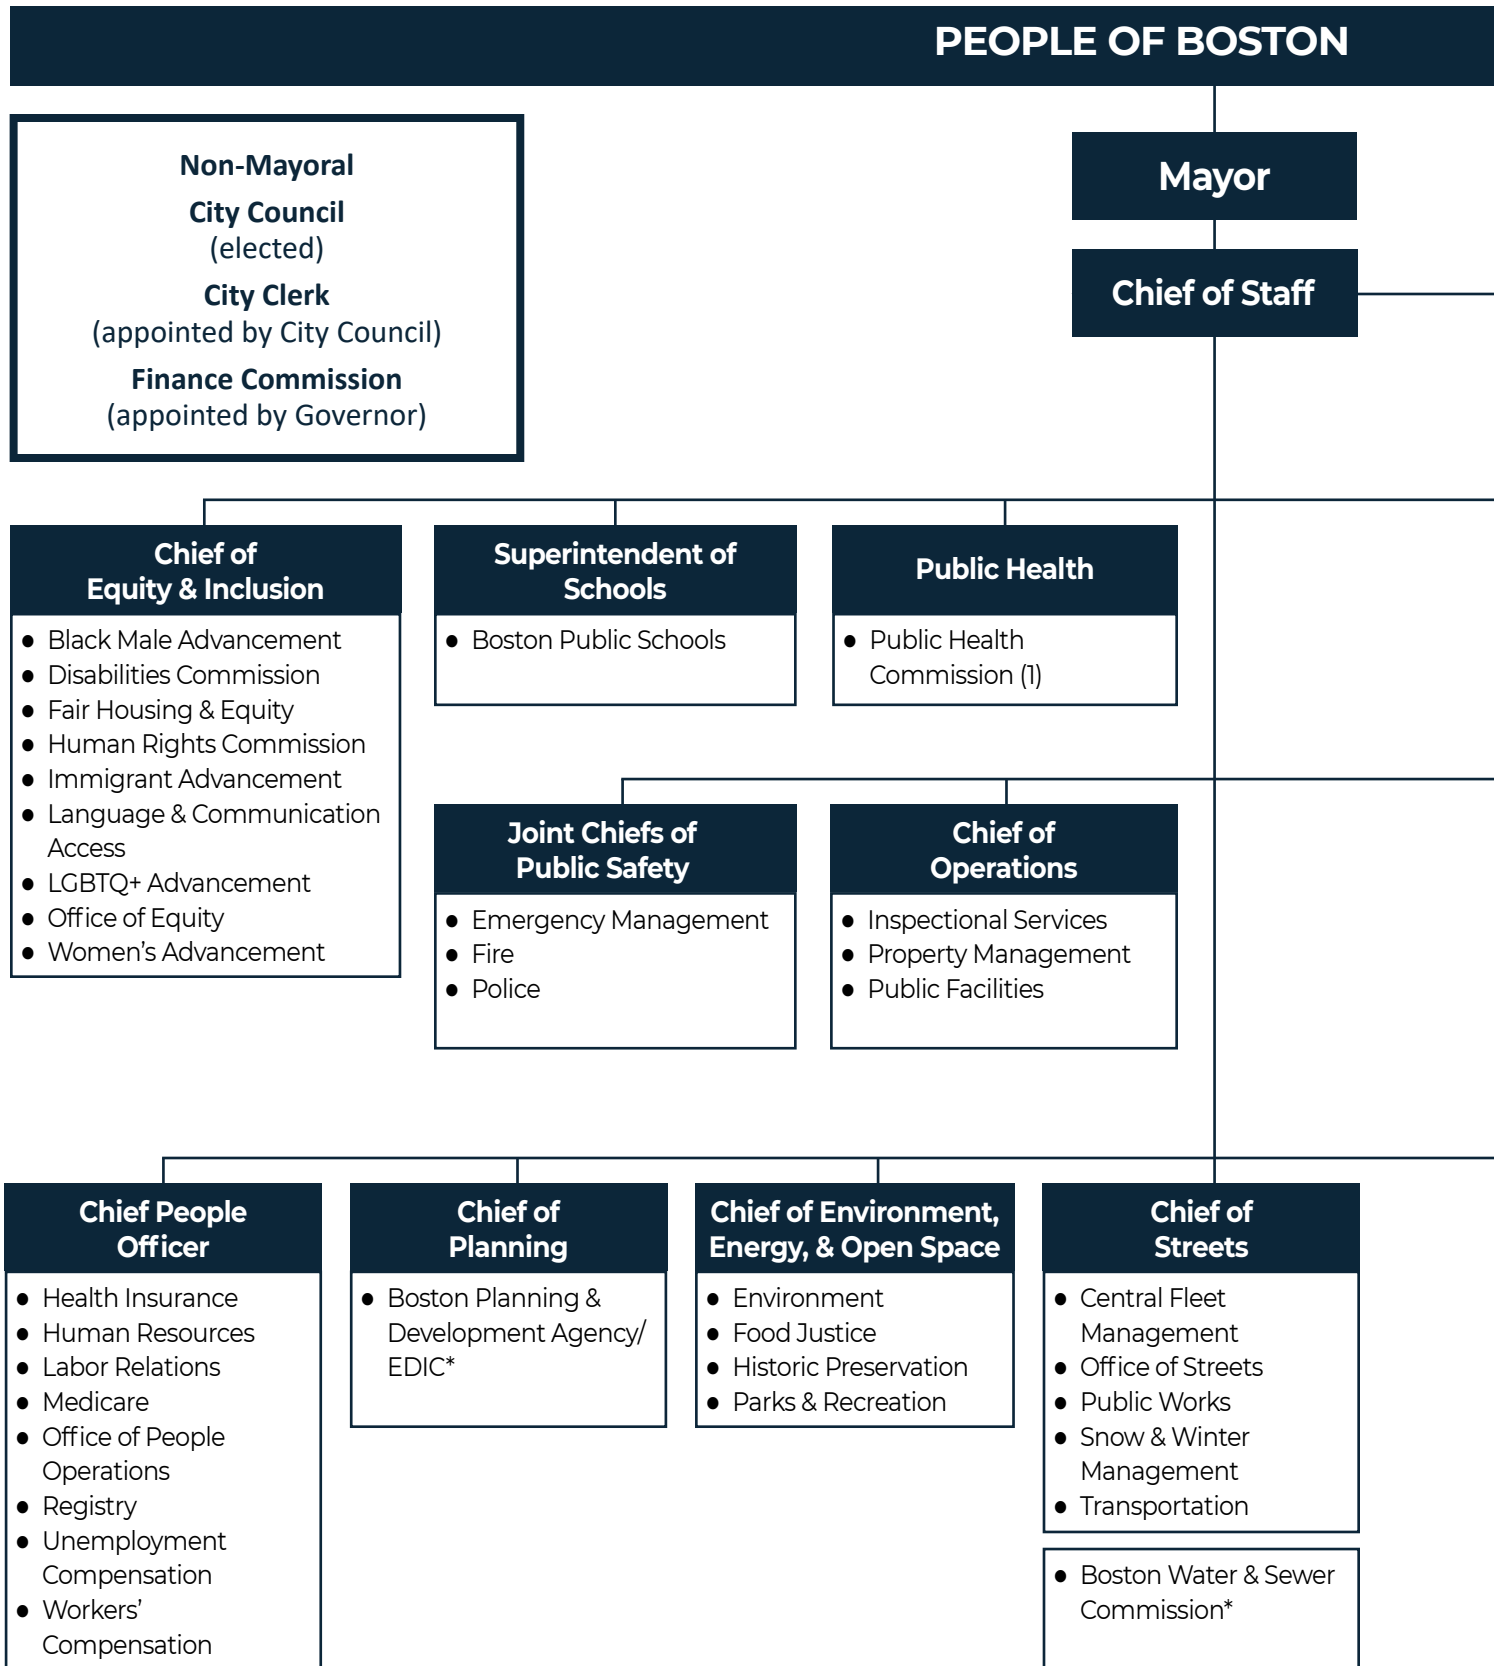 PEOPLE OF BOSTON
Mayor
Chief of Staff
Non-Mayoral
City Council
(elected)
City Clerk
(appointed by City Council)
Finance Commission
(appointed by Governor)
Chief of
Equity & Inclusion
● Black Male Advancement
● Disabilities Commission
● Fair Housing & Equity
● Human Rights Commission
● Immigrant Advancement
● Language & Communication
Access
● LGBTQ+ Advancement
● Office of Equity
● Women's Advancement
Superintendent of
Schools
● Boston Public Schools
Public Health
● Public Health
Commission (1)
Joint Chiefs of
Public Safety
● Emergency Management
● Fire
● Police
Chief of
Operations
● Inspectional Services
● Property Management
● Public Facilities
Chief People
Officer
● Health Insurance
● Human Resources
● Labor Relations
● Medicare
● Office of People
Operations
● Registry
● Unemployment
Compensation
● Workers'
Compensation
Chief of
Planning
● Boston Planning &
Development Agency/
EDIC*
Chief of Environment,
Energy, & Open Space
● Environment
● Food Justice
● Historic Preservation
● Parks & Recreation
Chief of
Streets
● Central Fleet
Management
● Office of Streets
● Public Works
● Snow & Winter
Management
● Transportation
● Boston Water & Sewer
Commission*